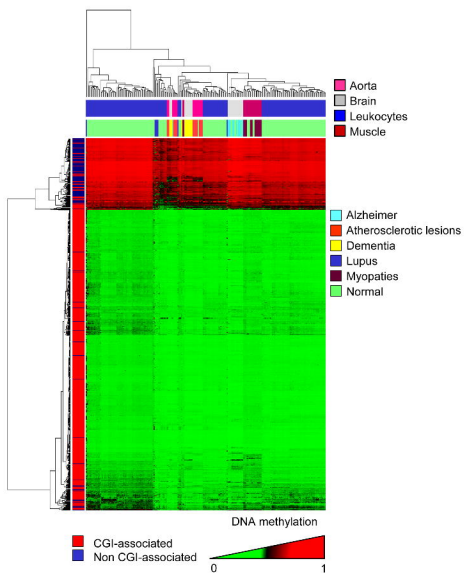 Aorta
Brain
Leukocytes
Muscle
Alzheimer
Atherosclerotic lesions
Dementia
Lupus
Myopaties
Normal
DNA methylation
CGI-associated
Non CGI-associated
0
1